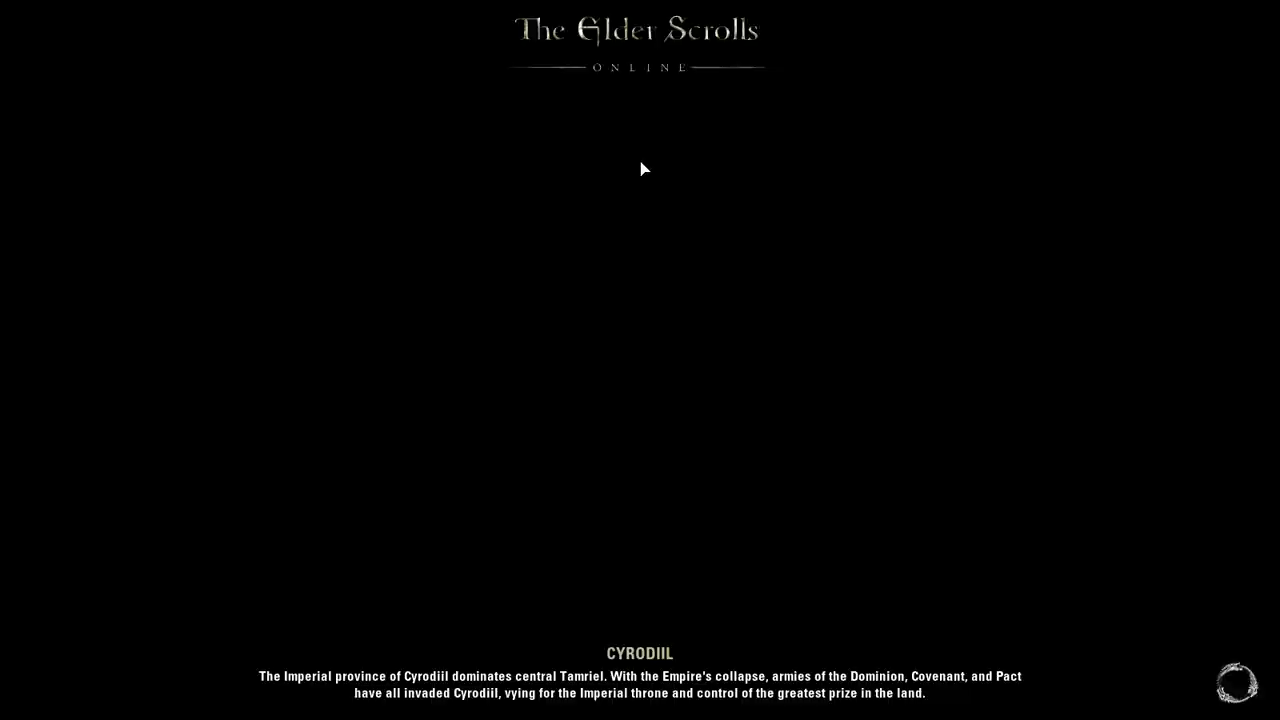 The Elder Scrolls
ONLINE
CYRODIIL
The Imperial province of Cyrodiil dominates central Tamriel. With the Empire's collapse, armies of the Dominion, Covenant, and Pact
have all invaded Cyrodiil, vying for the Imperial throne and control of the greatest prize in the land.